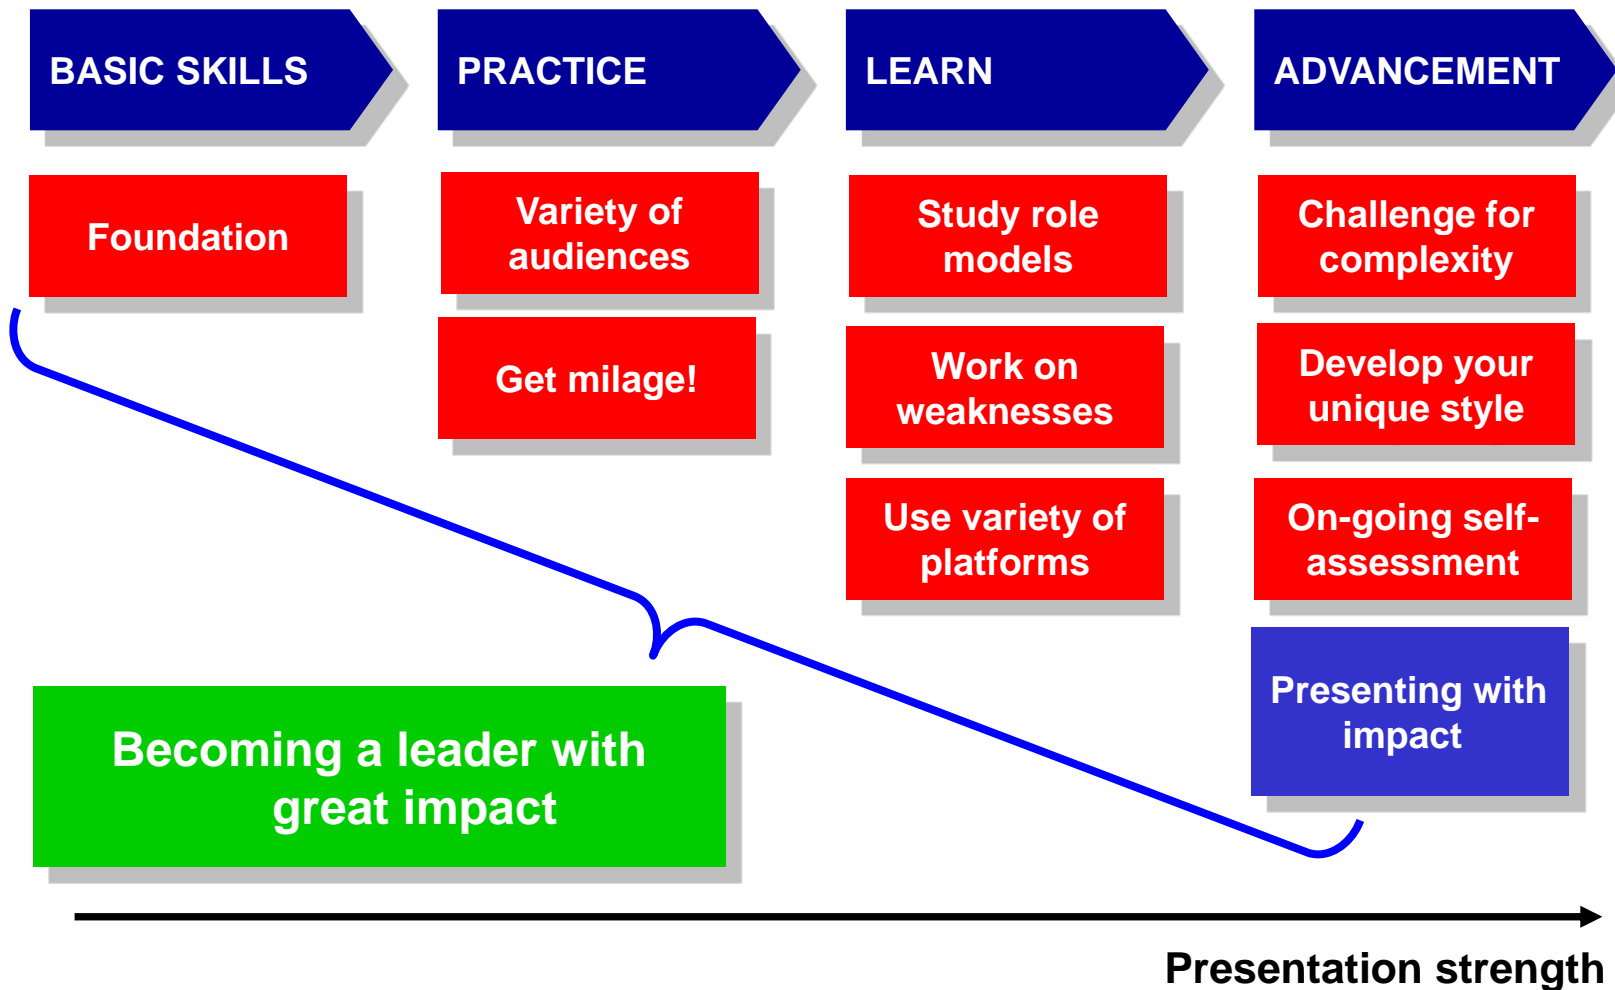 BASIC SKILLS
PRACTICE
LEARN
ADVANCEMENT
Foundation
Variety of
audiences
Get milage!
Study role
models
Work on
weaknesses
Use variety of
platforms
Challenge for
complexity
Develop your
unique style
On-going self-
assessment
Presenting with
impact
Becoming a leader with
great impact
Presentation strength